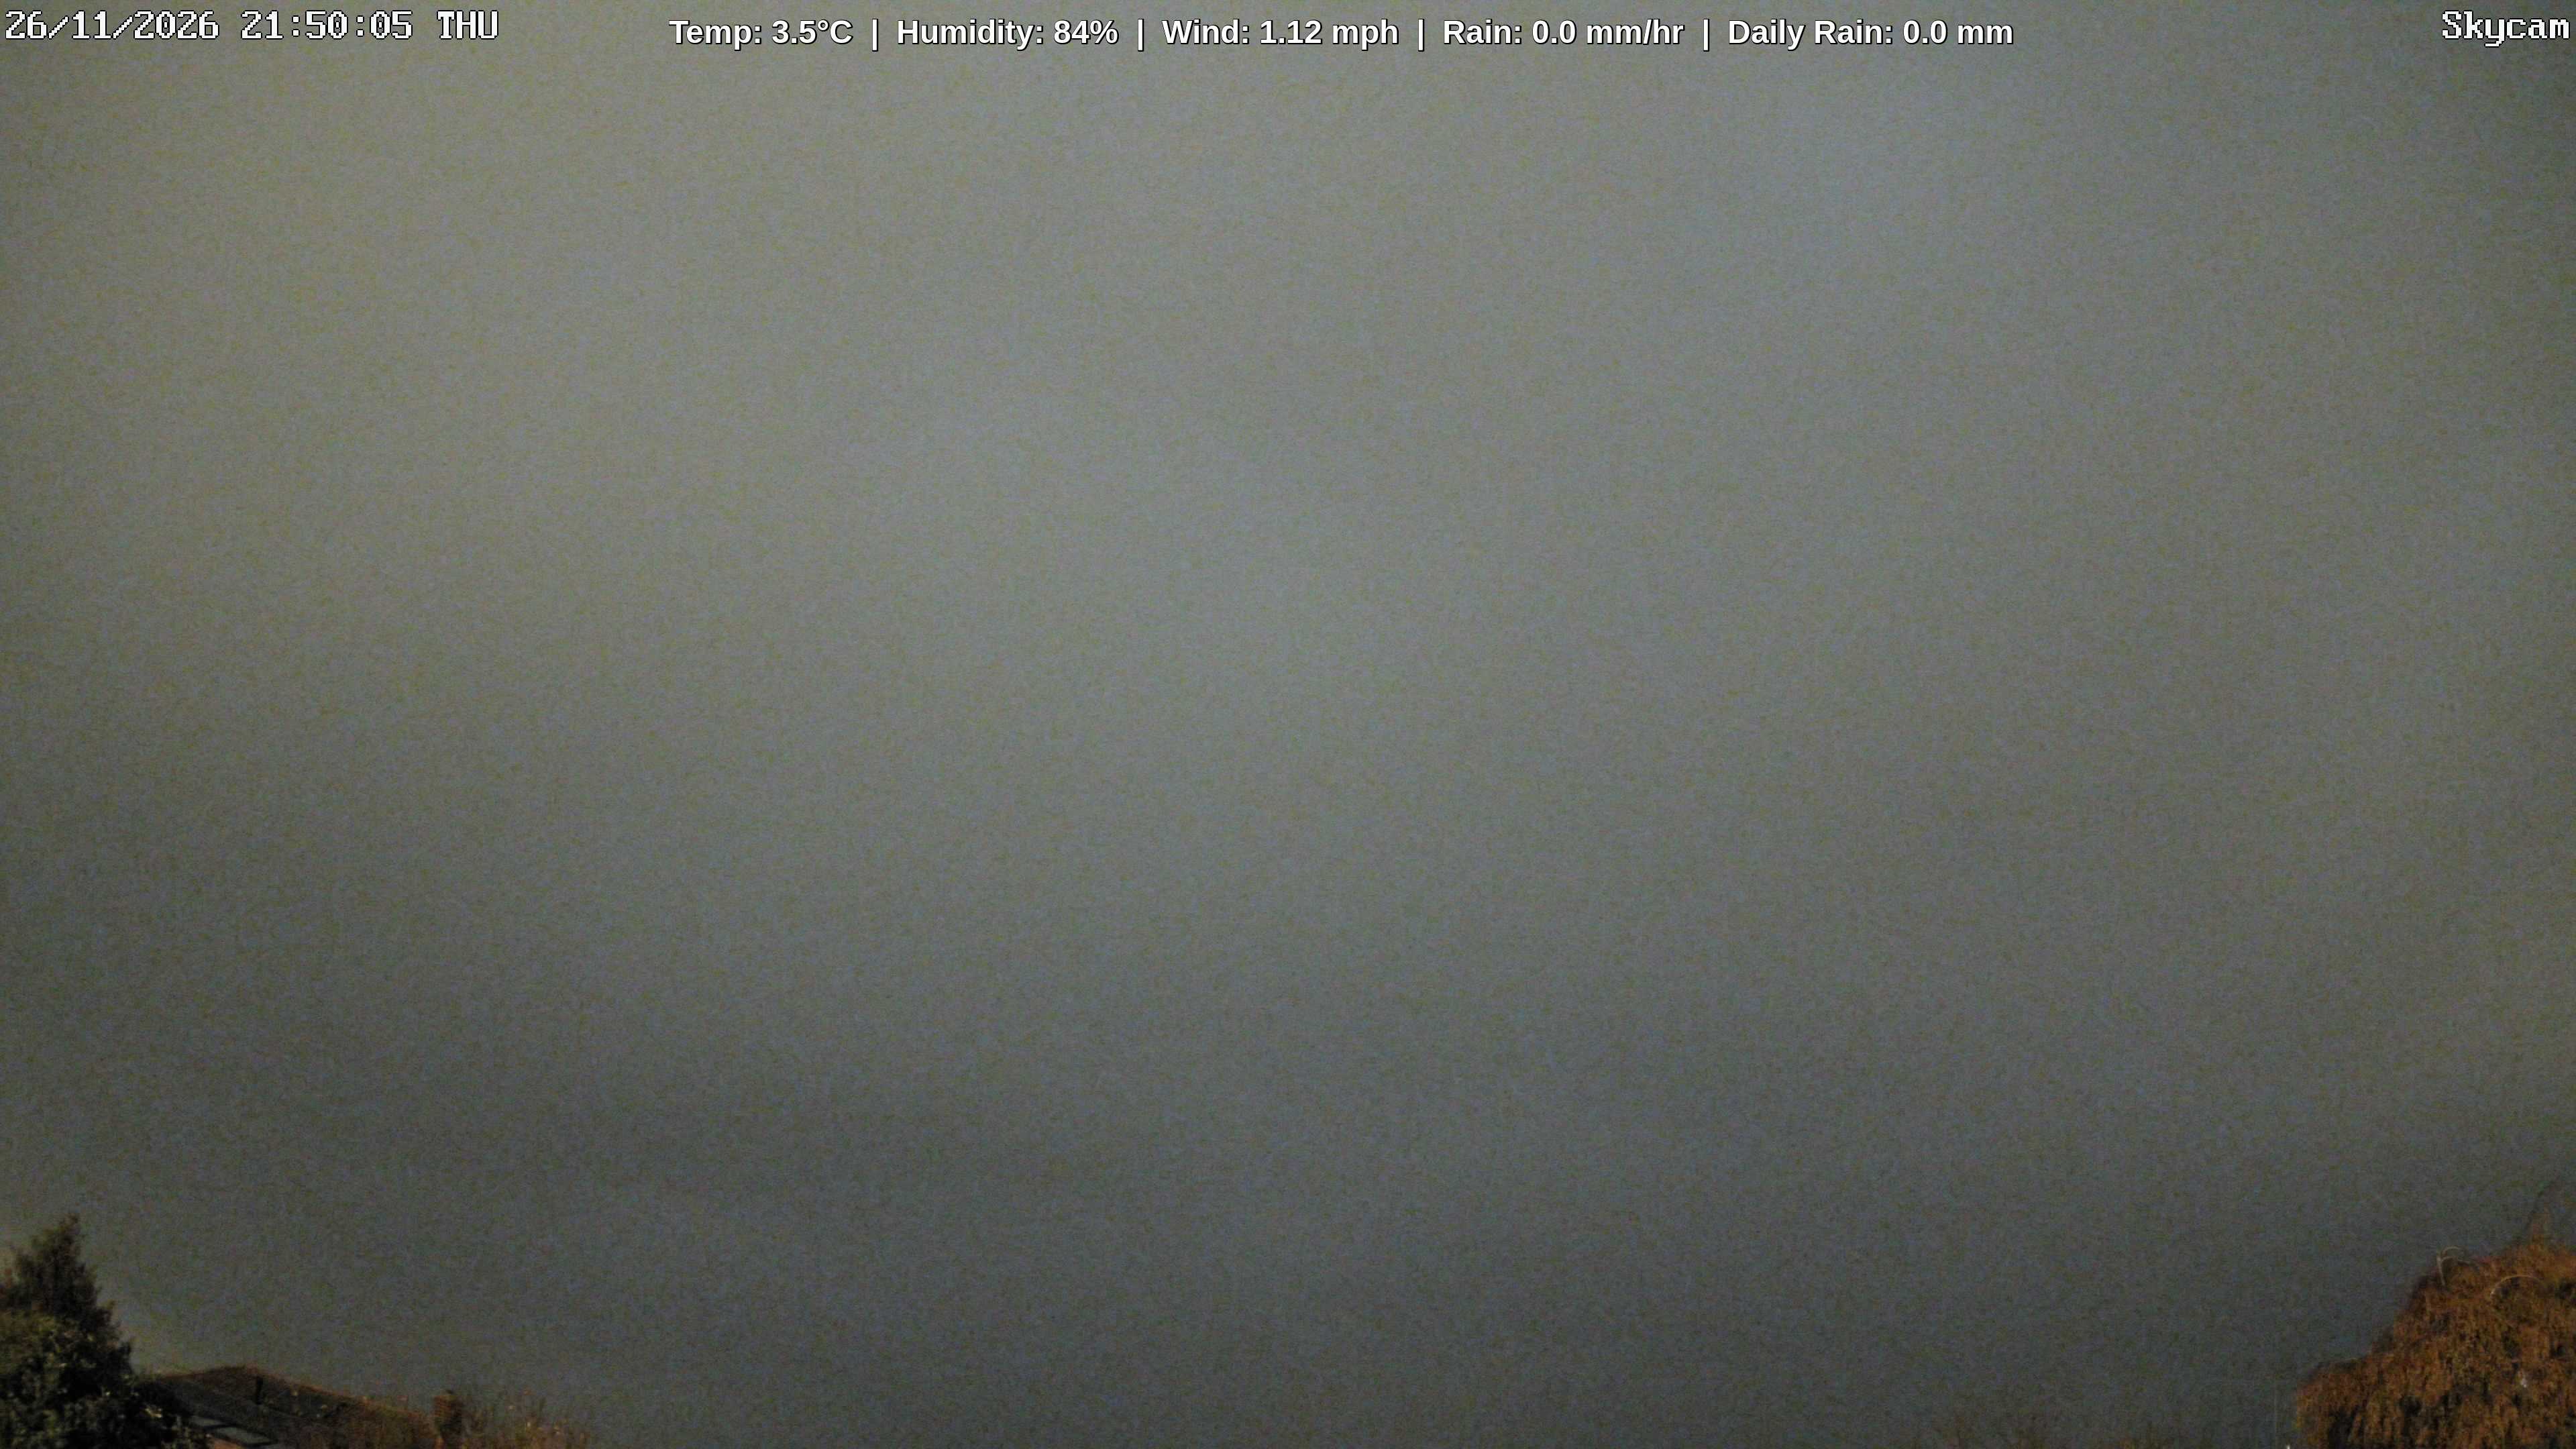 26/11/2026 21:50:05 THU
Temp: 3.5°C | Humidity: 84% | Wind: 1.12 mph | Rain: 0.0 mm/hr | Daily Rain: 0.0 mm
Skycam